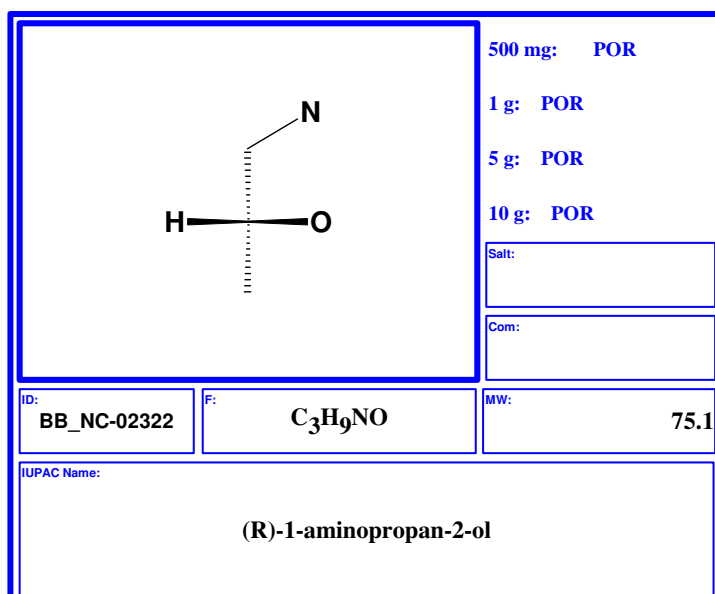 500 mg: POR
N
1 g: POR
5 g: POR
10 g: POR
H O
Salt:
Com:
ID:
BB_NC-02322
F:
C3H9NO
MW:
75.1
IUPAC Name:
(R)-1-aminopropan-2-ol